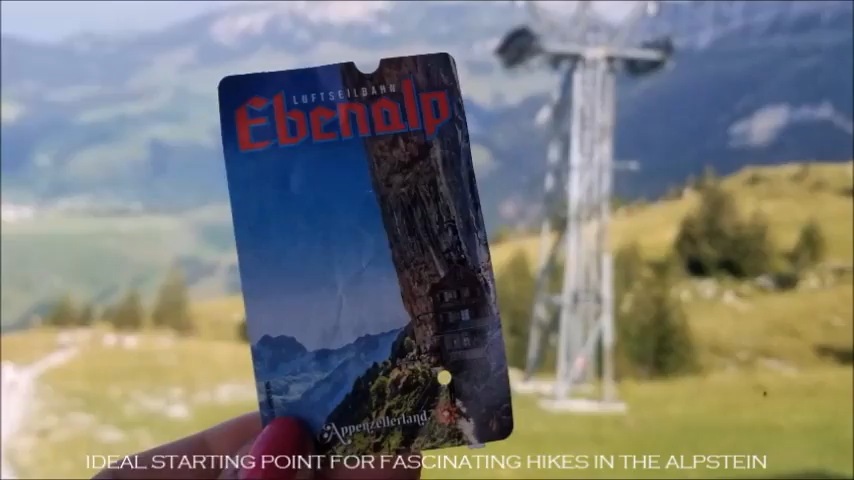 LUFTSEILBAHN
Ebenalp
Appenzellerland
IDEAL STARTING POINT FOR FASCINATING HIKES IN THE ALPSTEIN